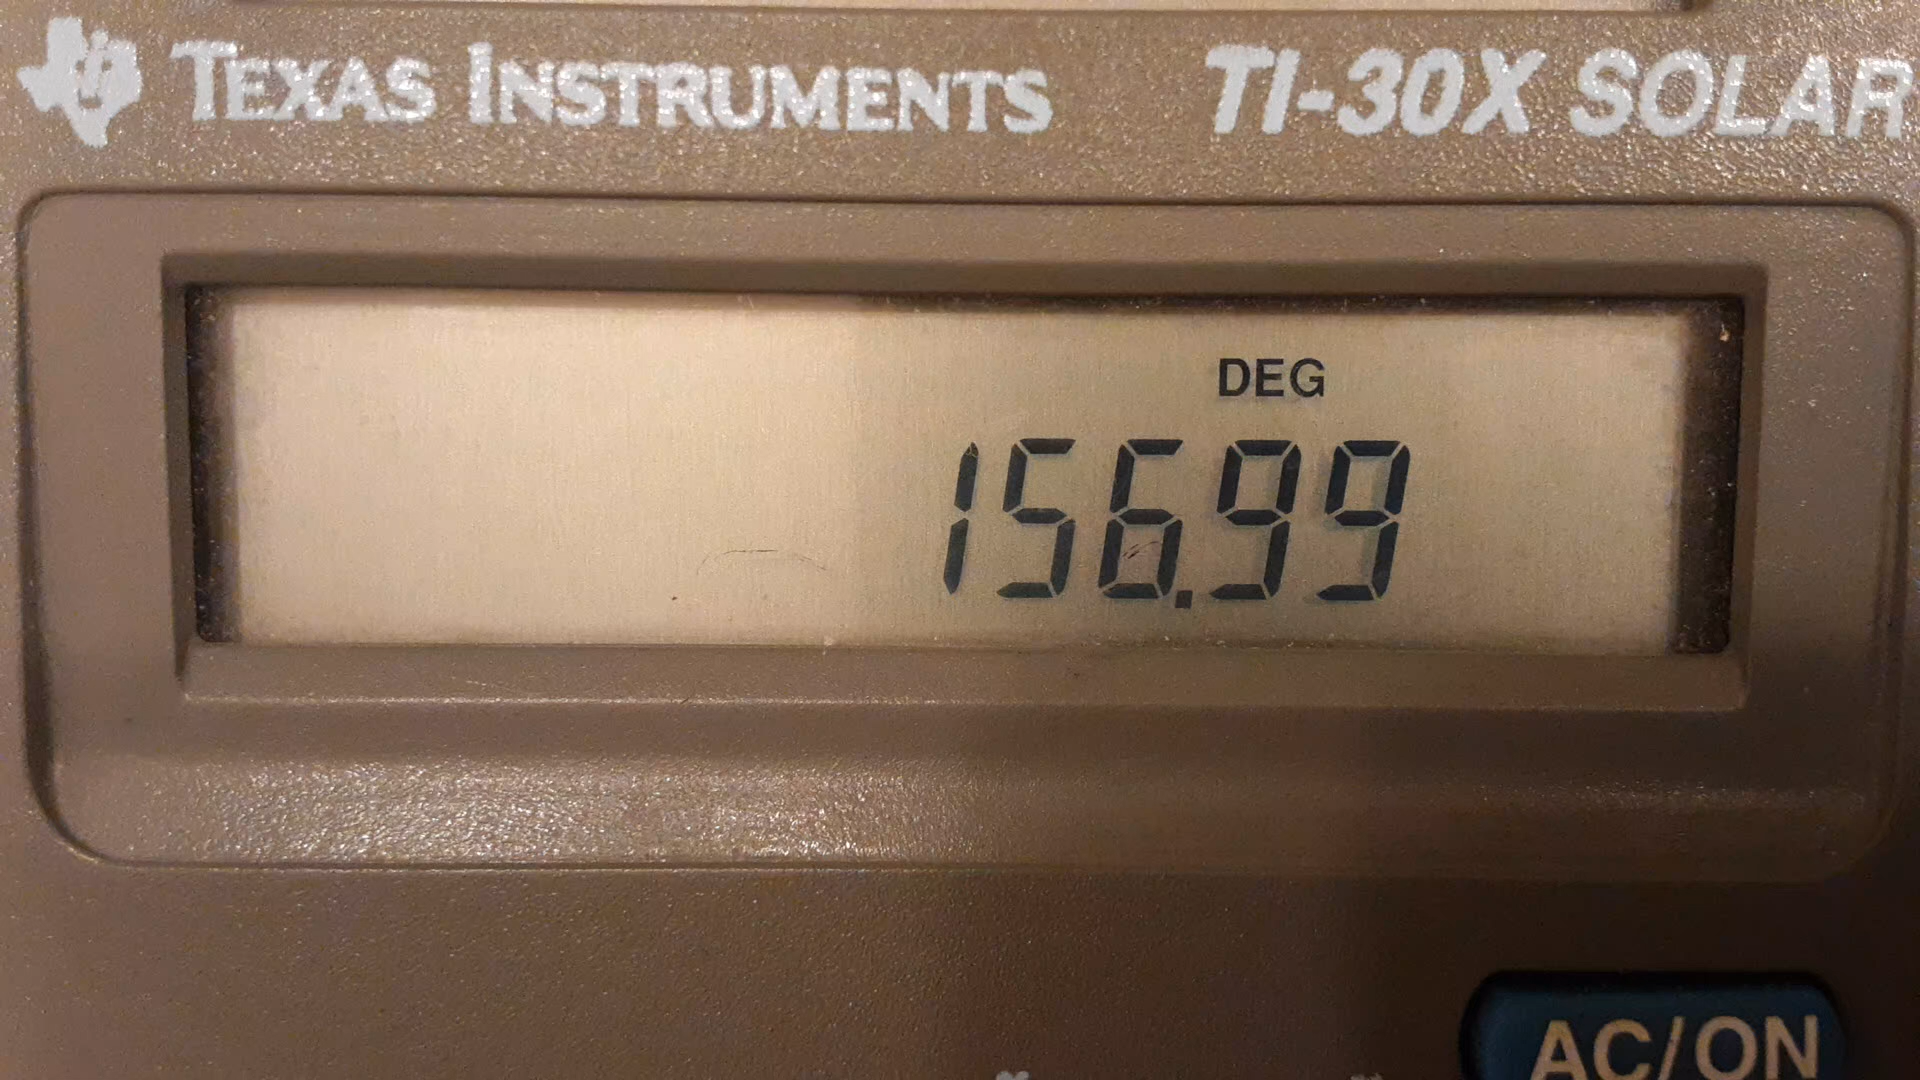 TEXAS INSTRUMENTS TI-30X SOLAR
DEG
156.99
AC/ON